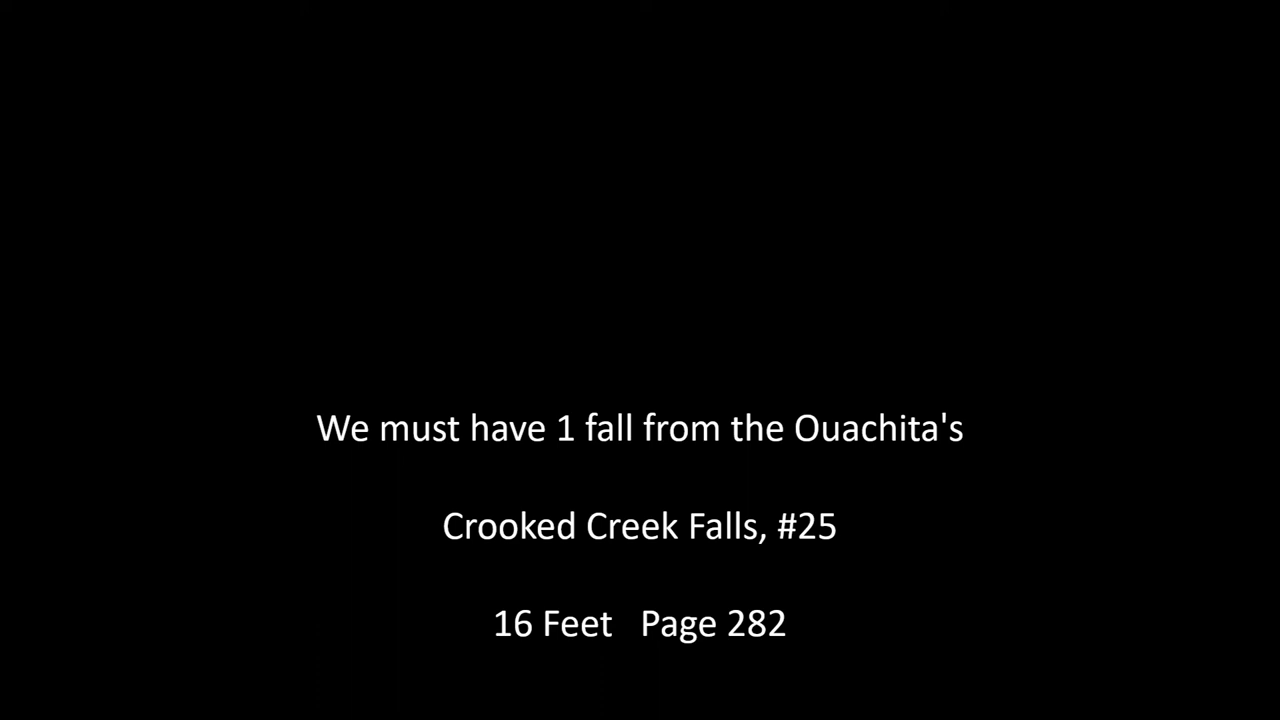 We must have 1 fall from the Ouachita's
Crooked Creek Falls, #25
16 Feet   Page 282